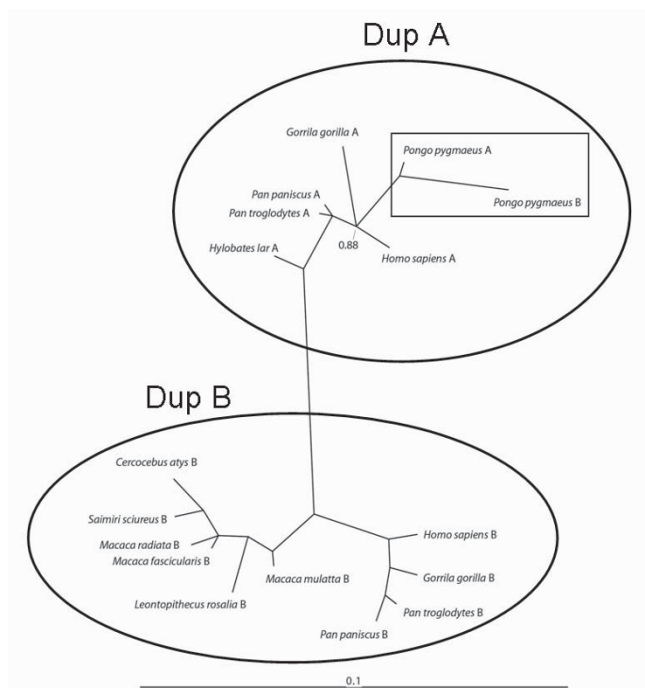 Dup A
Gorrila gorilla A
Pongo pygmaeus A
Pan paniscus A
Pongo pygmaeus B
Pan troglodytes A
0.88
Hylobates lar A
Homo sapiens A
Dup B
Cercocebus atys B
Saimiri sciureus B
Homo sapiens B
Macaca radiata B
Macaca fascicularis B
Macaca mulatta B
Gorrila gorilla B
Leontopithecus rosalia B
Pan troglodytes B
Pan paniscus B
0.1